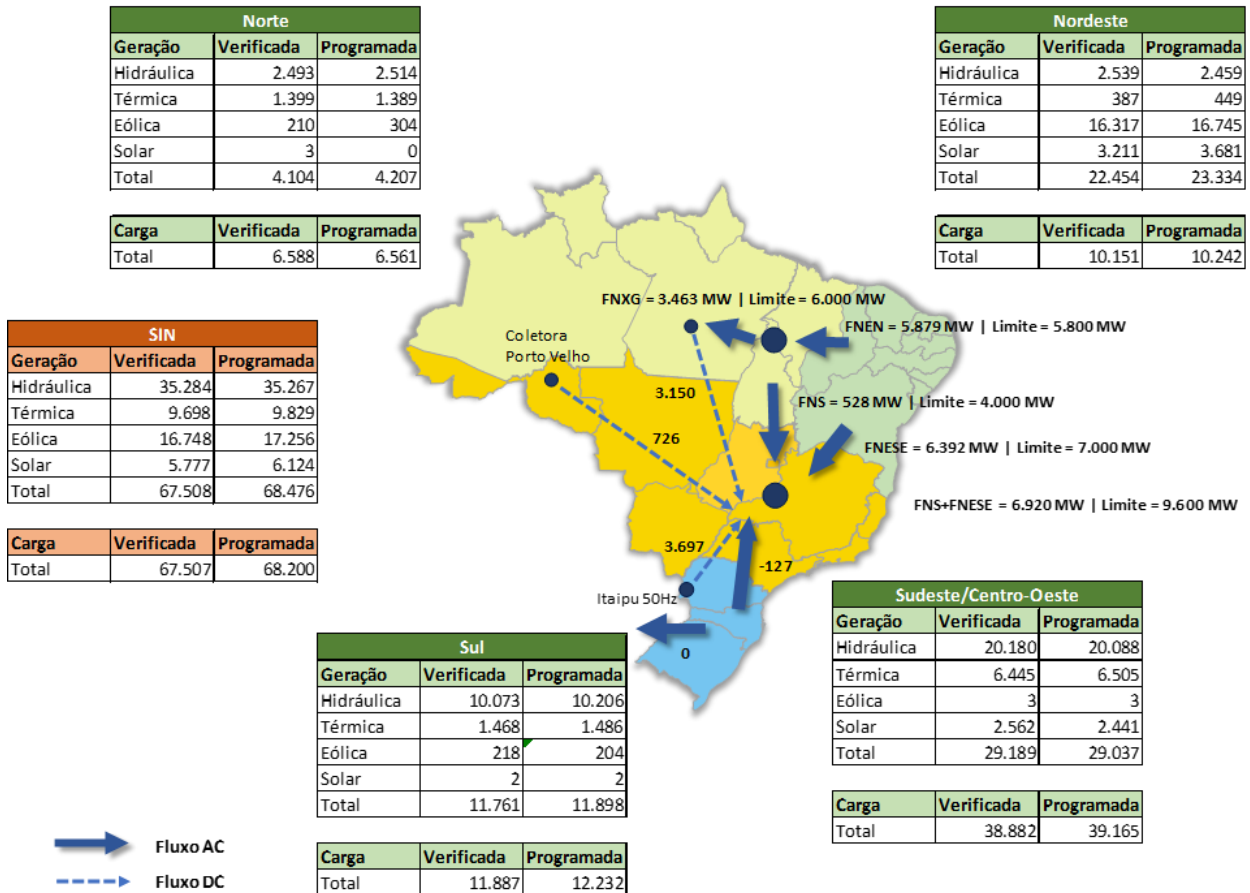 Norte
Geração Verificada Programada
Hidráulica 2.493 2.514
Térmica 1.399 1.389
Eólica 210 304
Solar 3 0
Total 4.104 4.207
Carga Verificada Programada
Total 6.588 6.561
Nordeste
Geração Verificada Programada
Hidráulica 2.539 2.459
Térmica 387 449
Eólica 16.317 16.745
Solar 3.211 3.681
Total 22.454 23.334
Carga Verificada Programada
Total 10.151 10.242
SIN
Geração Verificada Programada
Hidráulica 35.284 35.267
Térmica 9.698 9.829
Eólica 16.748 17.256
Solar 5.777 6.124
Total 67.508 68.476
Carga Verificada Programada
Total 67.507 68.200
FNXG = 3.463 MW | Limite = 6.000 MW
FNEN = 5.879 MW | Limite = 5.800 MW
Coletora
Porto Velho
3.150
FNS = 528 MW | Limite = 4.000 MW
726
FNESE = 6.392 MW | Limite = 7.000 MW
FNS+FNESE = 6.920 MW | Limite = 9.600 MW
3.697
-127
Itaipu 50Hz
0
Sul
Geração Verificada Programada
Hidráulica 10.073 10.206
Térmica 1.468 1.486
Eólica 218 204
Solar 2 2
Total 11.761 11.898
Carga Verificada Programada
Total 11.887 12.232
Sudeste/Centro-Oeste
Geração Verificada Programada
Hidráulica 20.180 20.088
Térmica 6.445 6.505
Eólica 3 3
Solar 2.562 2.441
Total 29.189 29.037
Carga Verificada Programada
Total 38.882 39.165
Fluxo AC
Fluxo DC